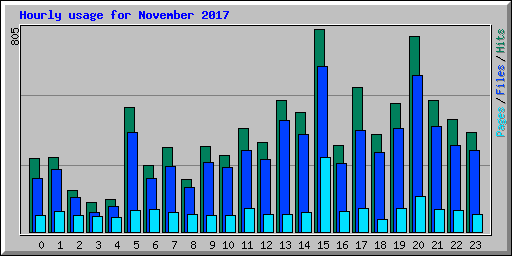 Hourly usage for November 2017
805
Pages/Files/Hits
0 1 2 3 4 5 6 7 8 9 10 11 12 13 14 15 16 17 18 19 20 21 22 23